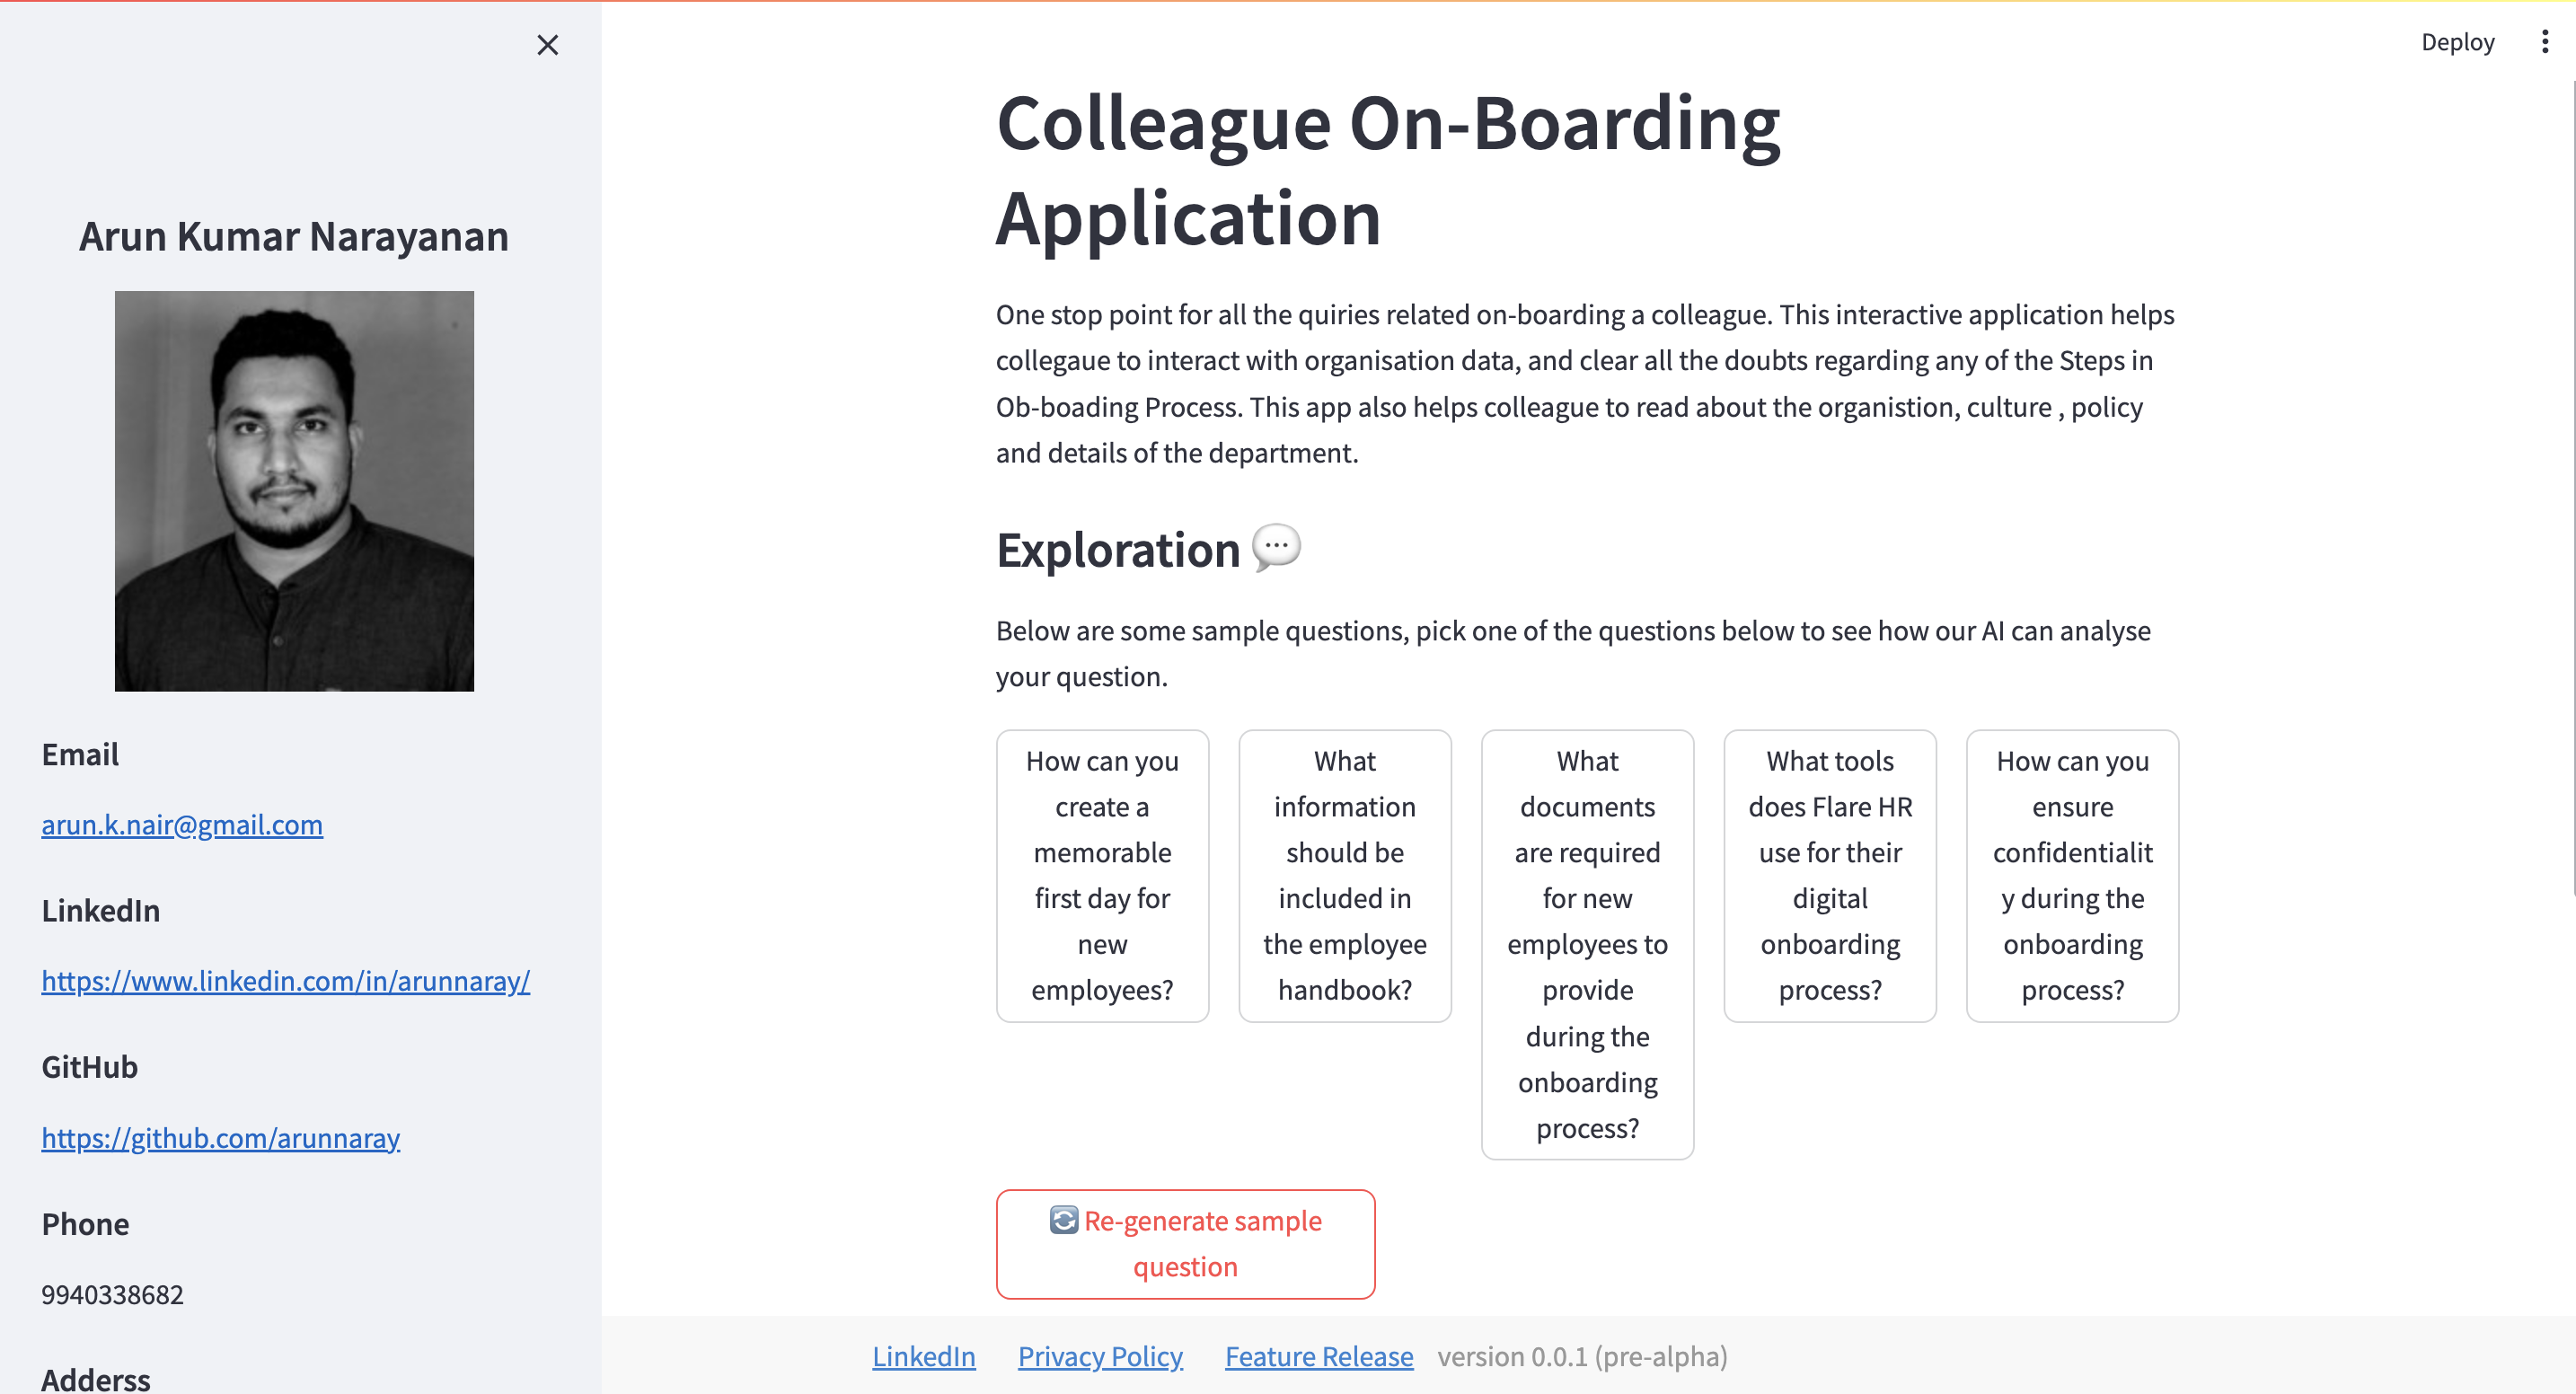 Deploy
Arun Kumar Narayanan
Email
arun.k.nair@gmail.com
LinkedIn
https://www.linkedin.com/in/arunnaray/
GitHub
https://github.com/arunnaray
Phone
9940338682
Adderss
Colleague On-Boarding
Application
One stop point for all the quiries related on-boarding a colleague. This interactive application helps
collegaue to interact with organisation data, and clear all the doubts regarding any of the Steps in
Ob-boading Process. This app also helps colleague to read about the organistion, culture , policy
and details of the department.
Exploration
Below are some sample questions, pick one of the questions below to see how our AI can analyse
your question.
How can you
create a
memorable
first day for
new
employees?
What
information
should be
included in
the employee
handbook?
What
documents
are required
for new
employees to
provide
during the
onboarding
process?
What tools
does Flare HR
use for their
digital
onboarding
process?
How can you
ensure
confidentialit
y during the
onboarding
process?
Re-generate sample
question
LinkedIn Privacy Policy Feature Release version 0.0.1 (pre-alpha)